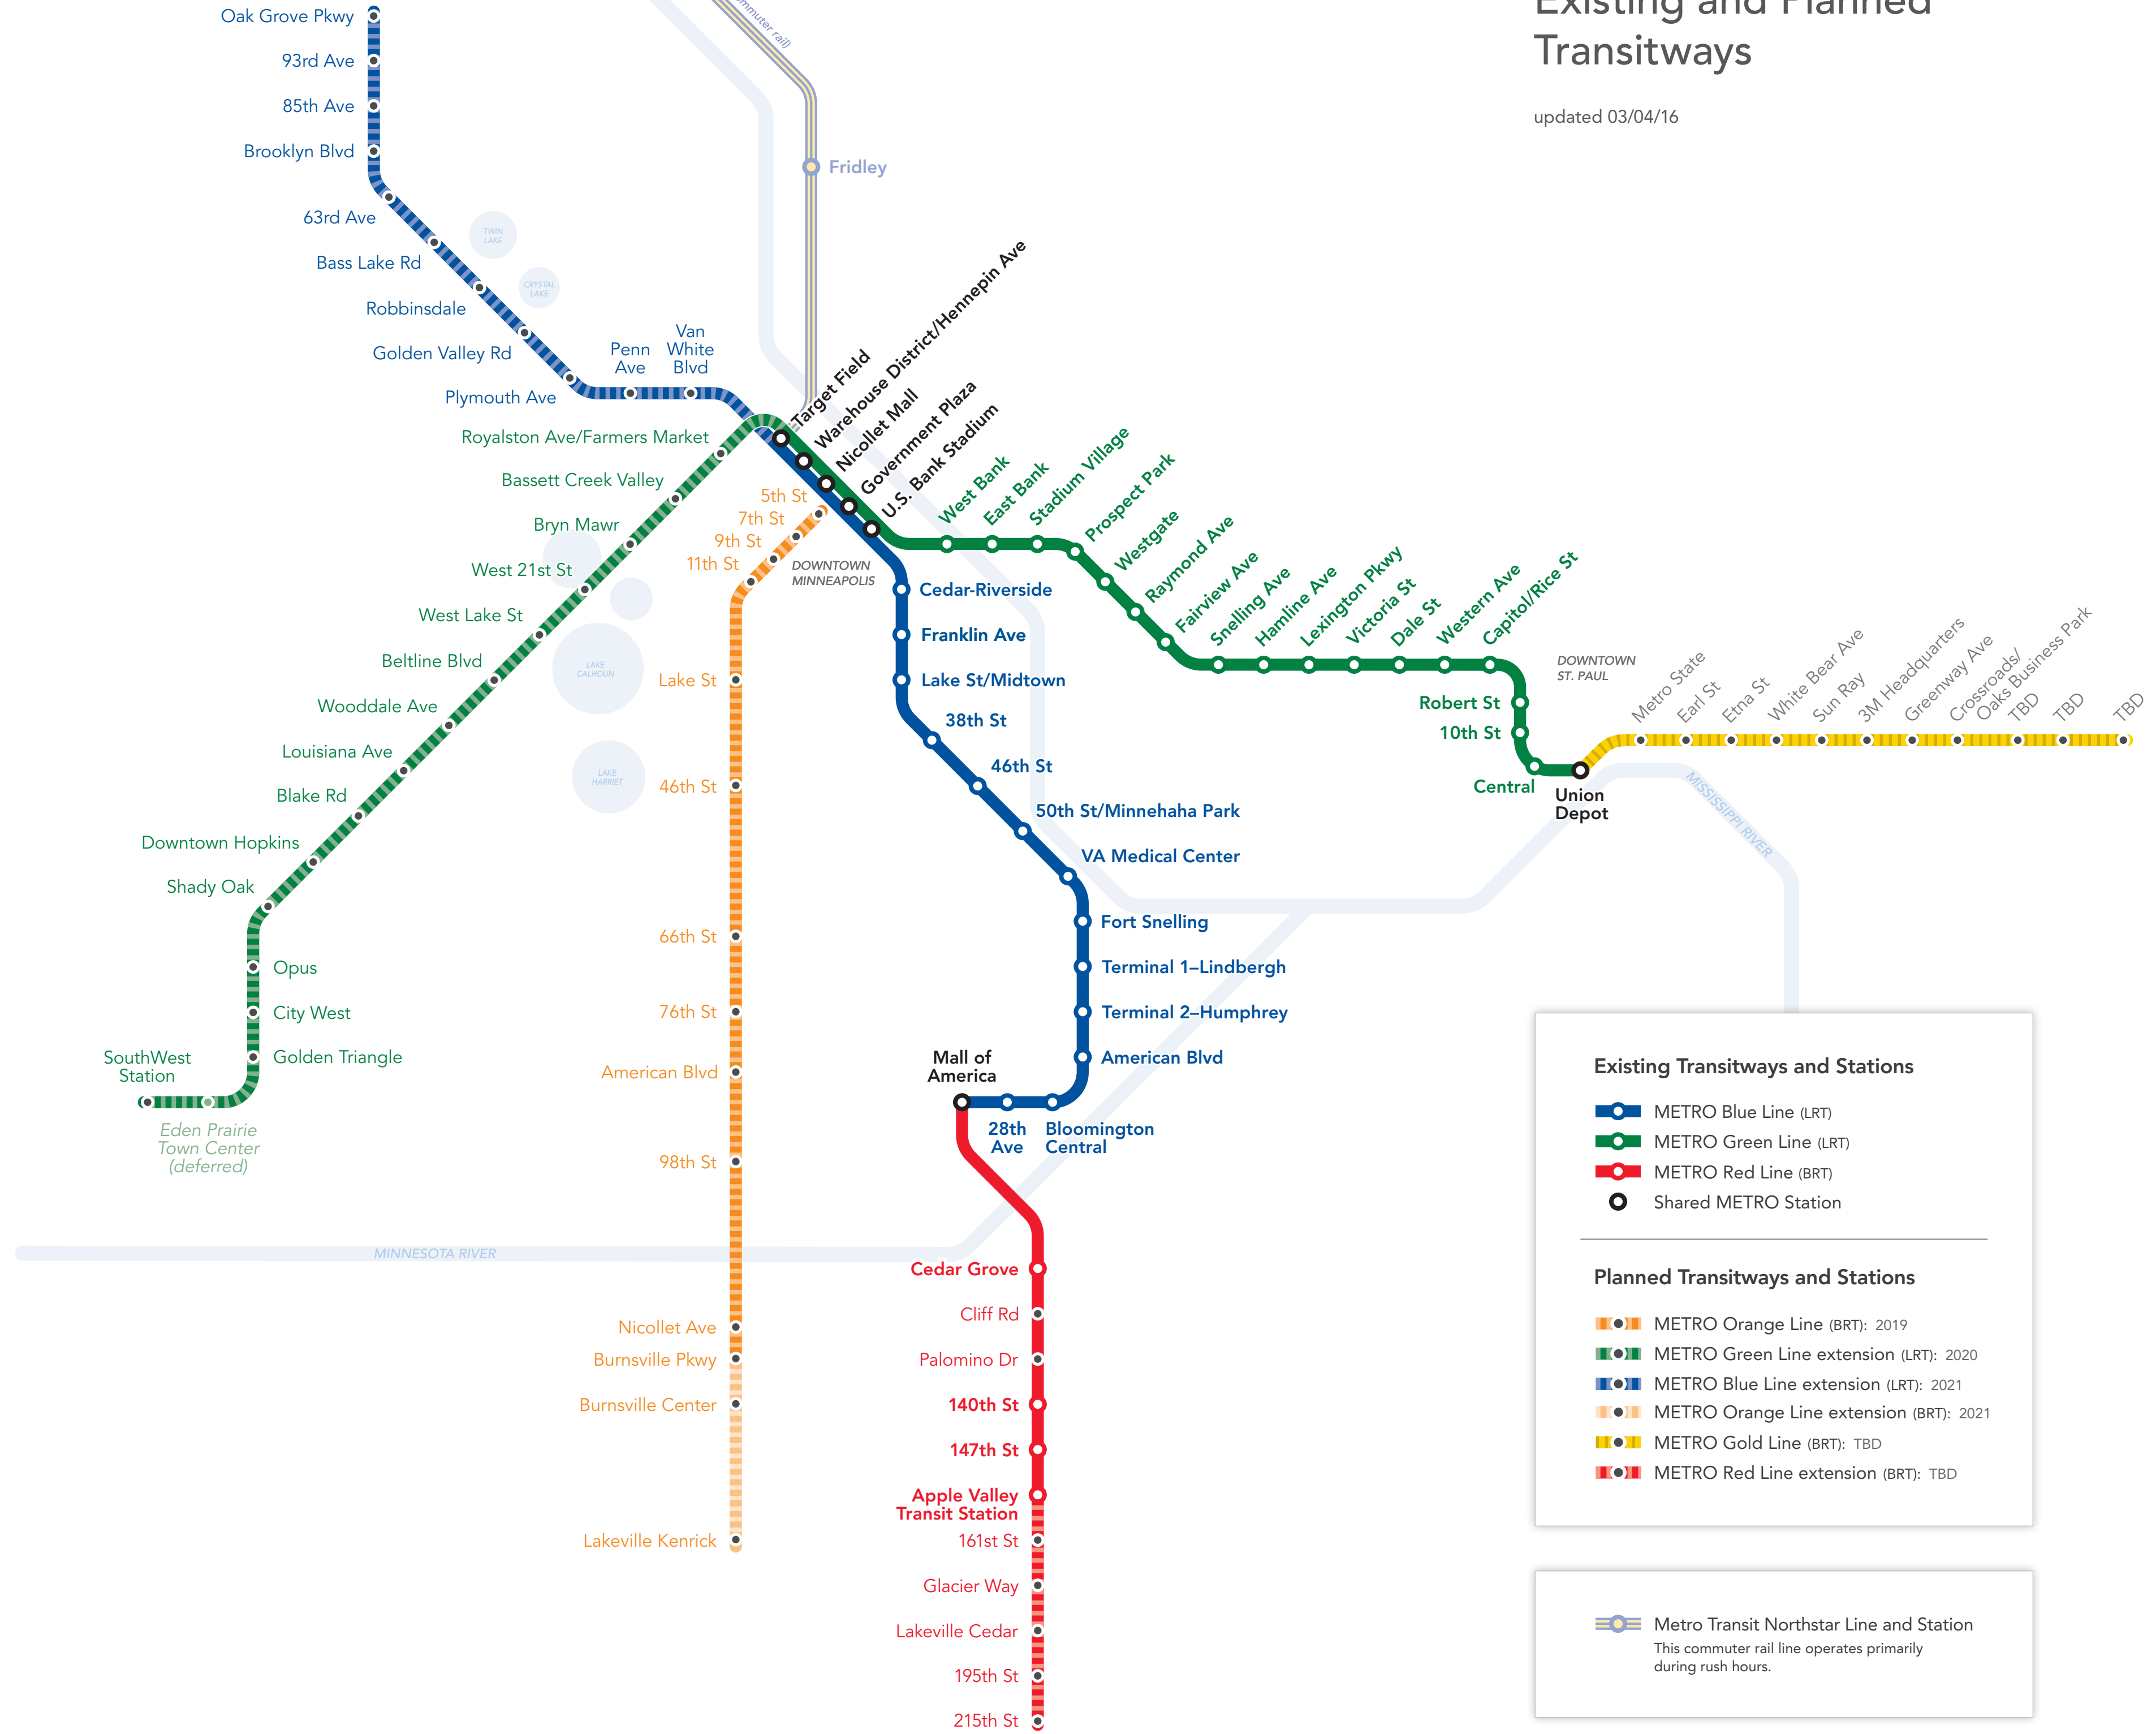 Existing and Planned
Transitways
updated 03/04/16
Oak Grove Pkwy
93rd Ave
85th Ave
Brooklyn Blvd
63rd Ave
Bass Lake Rd
Robbinsdale
Golden Valley Rd
Plymouth Ave
Penn
Ave
Van
White
Blvd
TWIN
LAKE
CRYSTAL
LAKE
rail)
Fridley
Target Field
Warehouse District/Hennepin Ave
Nicollet Mall
Government Plaza
U.S. Bank Stadium
Royalston Ave/Farmers Market
Bassett Creek Valley
Bryn Mawr
West 21st St
West Lake St
Beltline Blvd
Wooddale Ave
Louisiana Ave
Blake Rd
Downtown Hopkins
Shady Oak
Opus
City West
Golden Triangle
SouthWest
Station
Eden Prairie
Town Center
(deferred)
LAKE
CALHOUN
LAKE
HARRIET
5th St
7th St
9th St
11th St
DOWNTOWN
MINNEAPOLIS
Lake St
46th St
66th St
76th St
American Blvd
98th St
Nicollet Ave
Burnsville Pkwy
Burnsville Center
Lakeville Kenrick
West Bank
East Bank
Stadium Village
Prospect Park
Westgate
Raymond Ave
Fairview Ave
Snelling Ave
Hamline Ave
Lexington Pkwy
Victoria St
Dale St
Western Ave
Capitol/Rice St
DOWNTOWN
ST. PAUL
Robert St
10th St
Central
Union
Depot
Metro State
Earl St
Etna St
White Bear Ave
Sun Ray
3M Headquarters
Greenway Ave
Crossroads/
Oaks Business Park
TBD
TBD
TBD
MISSISSIPPI RIVER
Cedar-Riverside
Franklin Ave
Lake St/Midtown
38th St
46th St
50th St/Minnehaha Park
VA Medical Center
Fort Snelling
Terminal 1–Lindbergh
Terminal 2–Humphrey
American Blvd
Mall of
America
28th
Ave
Bloomington
Central
MINNESOTA RIVER
Cedar Grove
Cliff Rd
Palomino Dr
140th St
147th St
Apple Valley
Transit Station
161st St
Glacier Way
Lakeville Cedar
195th St
215th St
Existing Transitways and Stations
METRO Blue Line (LRT)
METRO Green Line (LRT)
METRO Red Line (BRT)
Shared METRO Station
Planned Transitways and Stations
METRO Orange Line (BRT): 2019
METRO Green Line extension (LRT): 2020
METRO Blue Line extension (LRT): 2021
METRO Orange Line extension (BRT): 2021
METRO Gold Line (BRT): TBD
METRO Red Line extension (BRT): TBD
Metro Transit Northstar Line and Station
This commuter rail line operates primarily
during rush hours.